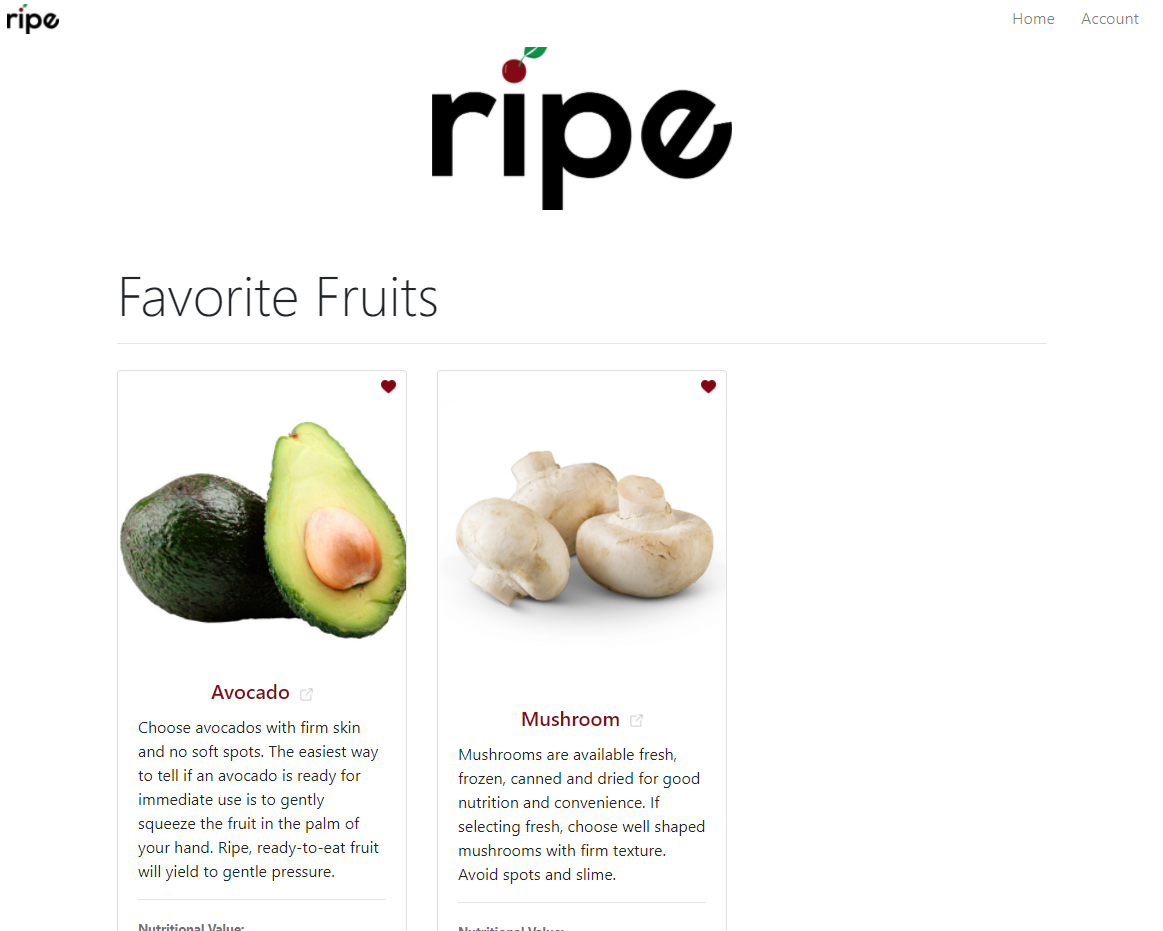 ripe
Home
Account
ripe
Favorite Fruits
Avocado
Choose avocados with firm skin
and no soft spots. The easiest way
to tell if an avocado is ready for
immediate use is to gently
squeeze the fruit in the palm of
your hand. Ripe, ready-to-eat fruit
will yield to gentle pressure.
Nutritional Value:
Mushroom
Mushrooms are available fresh,
frozen, canned and dried for good
nutrition and convenience. If
selecting fresh, choose well shaped
mushrooms with firm texture.
Avoid spots and slime.
Nutritional Value: